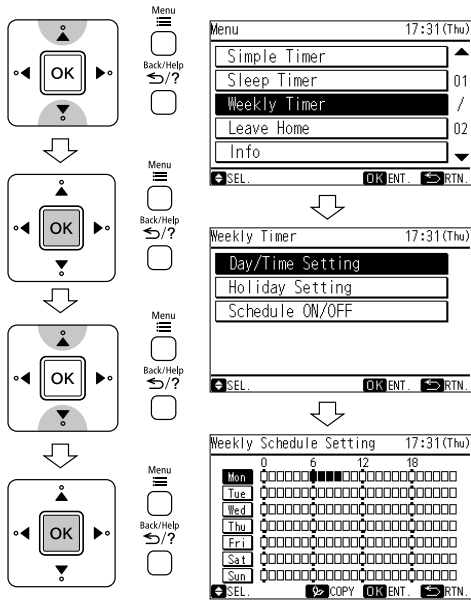 Menu
Back/Help
/?
OK
Menu
Back/Help
/?
OK
Menu
Back/Help
/?
OK
Menu
Back/Help
/?
OK
Menu 17:31(Thu)
Simple Timer
Sleep Timer 01
Weekly Timer /
Leave Home 02
Info
SEL. OK ENT. RTN.
Weekly Timer 17:31(Thu)
Day/Time Setting
Holiday Setting
Schedule ON/OFF
SEL. OK ENT. RTN.
Weekly Schedule Setting 17:31(Thu)
0 6 12 18
Mon
Tue
Wed
Thu
Fri
Sat
Sun
SEL. COPY OK ENT. RTN.